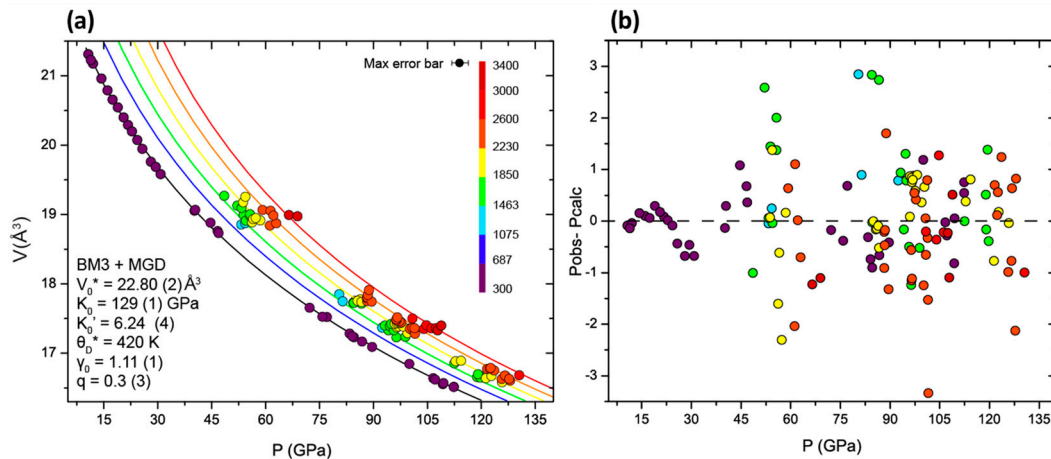 (a)
Max error bar
3400
3000
2600
2230
1850
1463
1075
687
300
21
20
19
18
17
V(Å³)
BM3 + MGD
V₀* = 22.80 (2)Å³
K₀ = 129 (1) GPa
K₀' = 6.24 (4)
θD* = 420 K
γ₀ = 1.11 (1)
q = 0.3 (3)
0 15 30 45 60 75 90 105 120 135
P (GPa)
(b)
3
2
1
0
-1
-2
-3
Pobs- Pcalc
15 30 45 60 75 90 105 120 135
P (GPa)